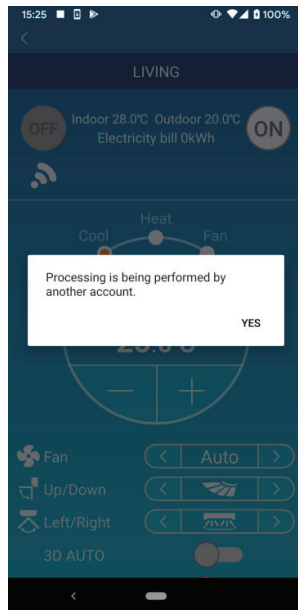 15:25 100%
LIVING
OFF Indoor 28.0℃ Outdoor 20.0℃ ON
Electricity bill 0kWh
Heat
Cool Fan
Processing is being performed by
another account.
YES
Fan Auto
Up/Down
Left/Right
3D AUTO